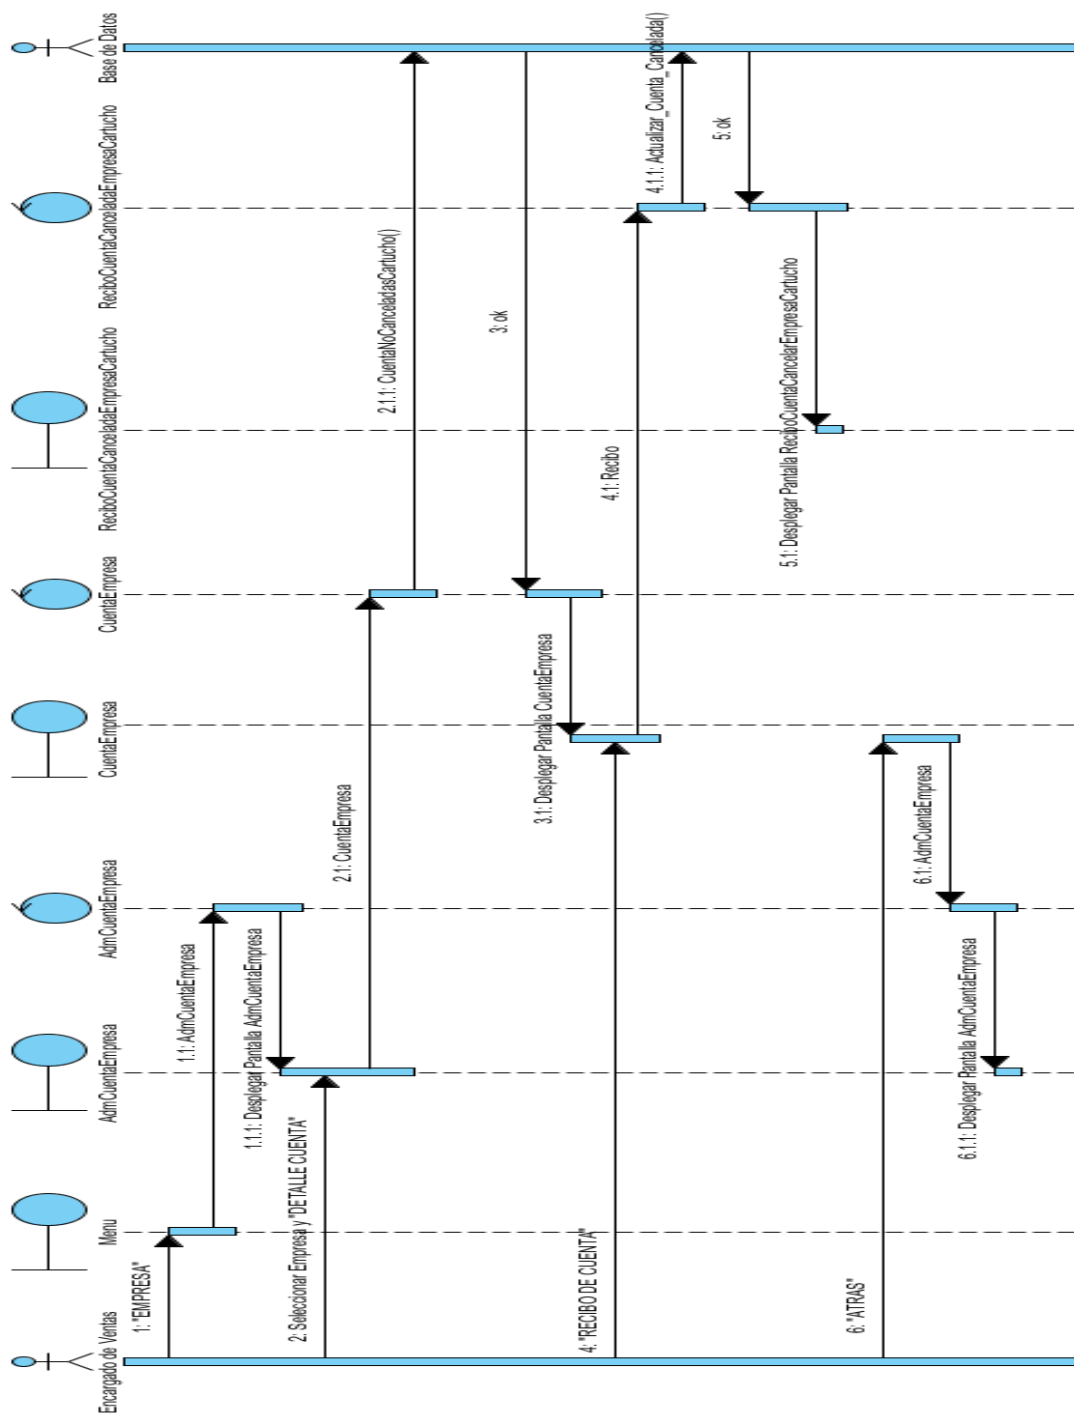 Encargado de Ventas
Menu
AdmCuentaEmpresa
AdmCuentaEmpresa
CuentaEmpresa
CuentaEmpresa
ReciboCuentaCanceladaEmpresaCartucho
ReciboCuentaCanceladaEmpresaCartucho
Base de Datos
1: "EMPRESA"
1.1: AdmCuentaEmpresa
1.1.1: Desplegar Pantalla AdmCuentaEmpresa
2: Seleccionar Empresa y "DETALLE CUENTA"
2.1: CuentaEmpresa
2.1.1: CuentaNoCanceladasCartucho()
3: ok
3.1: Desplegar Pantalla CuentaEmpresa
4: "RECIBO DE CUENTA"
4.1: Recibo
4.1.1: Actualizar_Cuenta_Cancelada()
5: ok
5.1: Desplegar Pantalla ReciboCuentaCancelarEmpresaCartucho
6: "ATRAS"
6.1: AdmCuentaEmpresa
6.1.1: Desplegar Pantalla AdmCuentaEmpresa